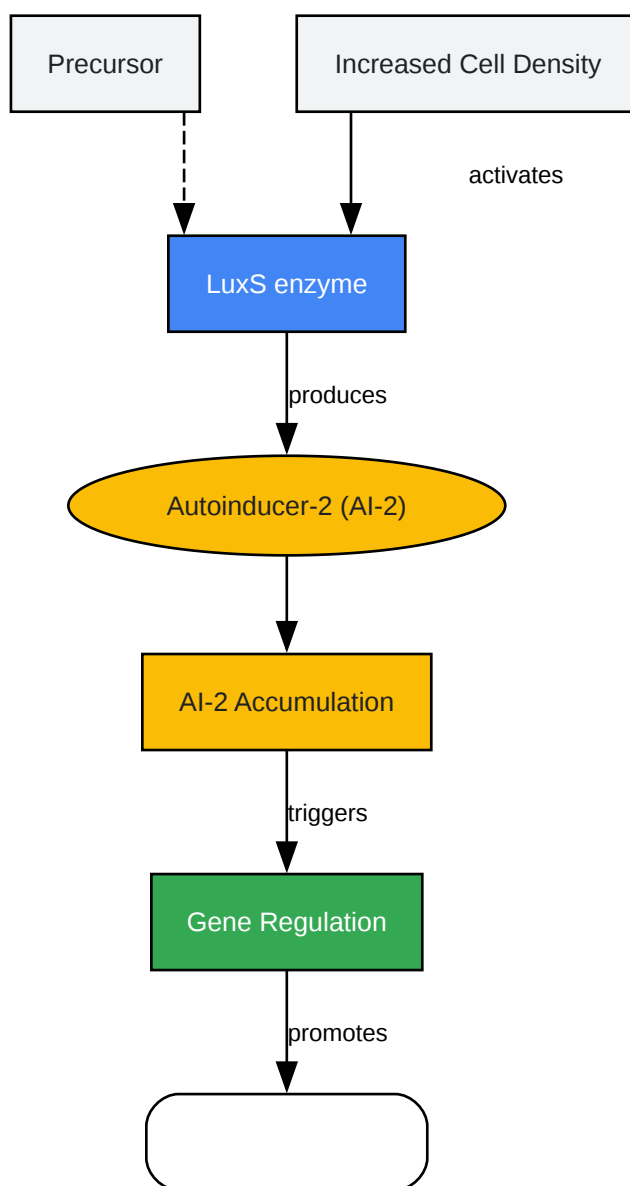 Precursor
Increased Cell Density
activates
LuxS enzyme
produces
Autoinducer-2 (AI-2)
AI-2 Accumulation
triggers
Gene Regulation
promotes